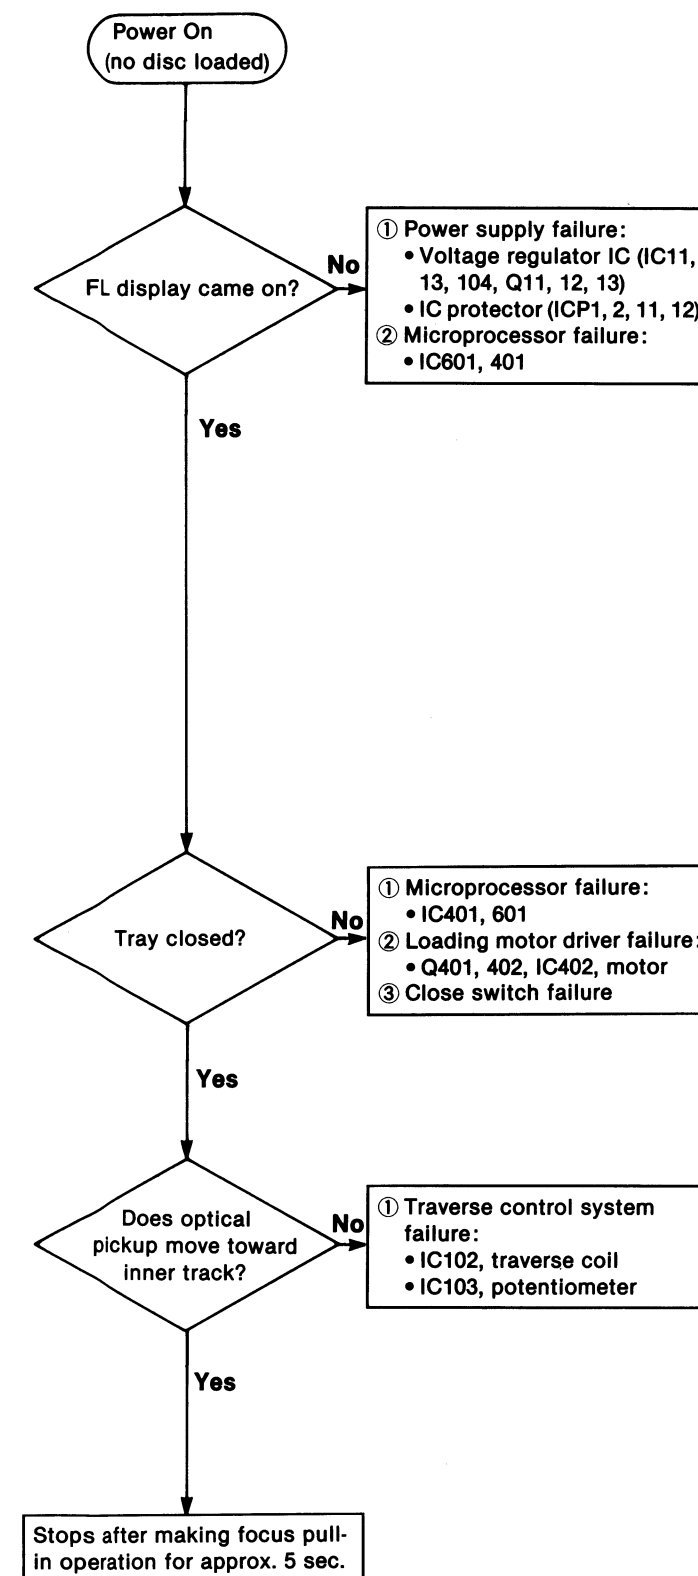 Power On
(no disc loaded)
FL display came on?
No
① Power supply failure:
• Voltage regulator IC (IC11,
13, 104, Q11, 12, 13)
• IC protector (ICP1, 2, 11, 12)
② Microprocessor failure:
• IC601, 401
Yes
Tray closed?
No
① Microprocessor failure:
• IC401, 601
② Loading motor driver failure:
• Q401, 402, IC402, motor
③ Close switch failure
Yes
Does optical
pickup move toward
inner track?
No
① Traverse control system
failure:
• IC102, traverse coil
• IC103, potentiometer
Yes
Stops after making focus pull-
in operation for approx. 5 sec.